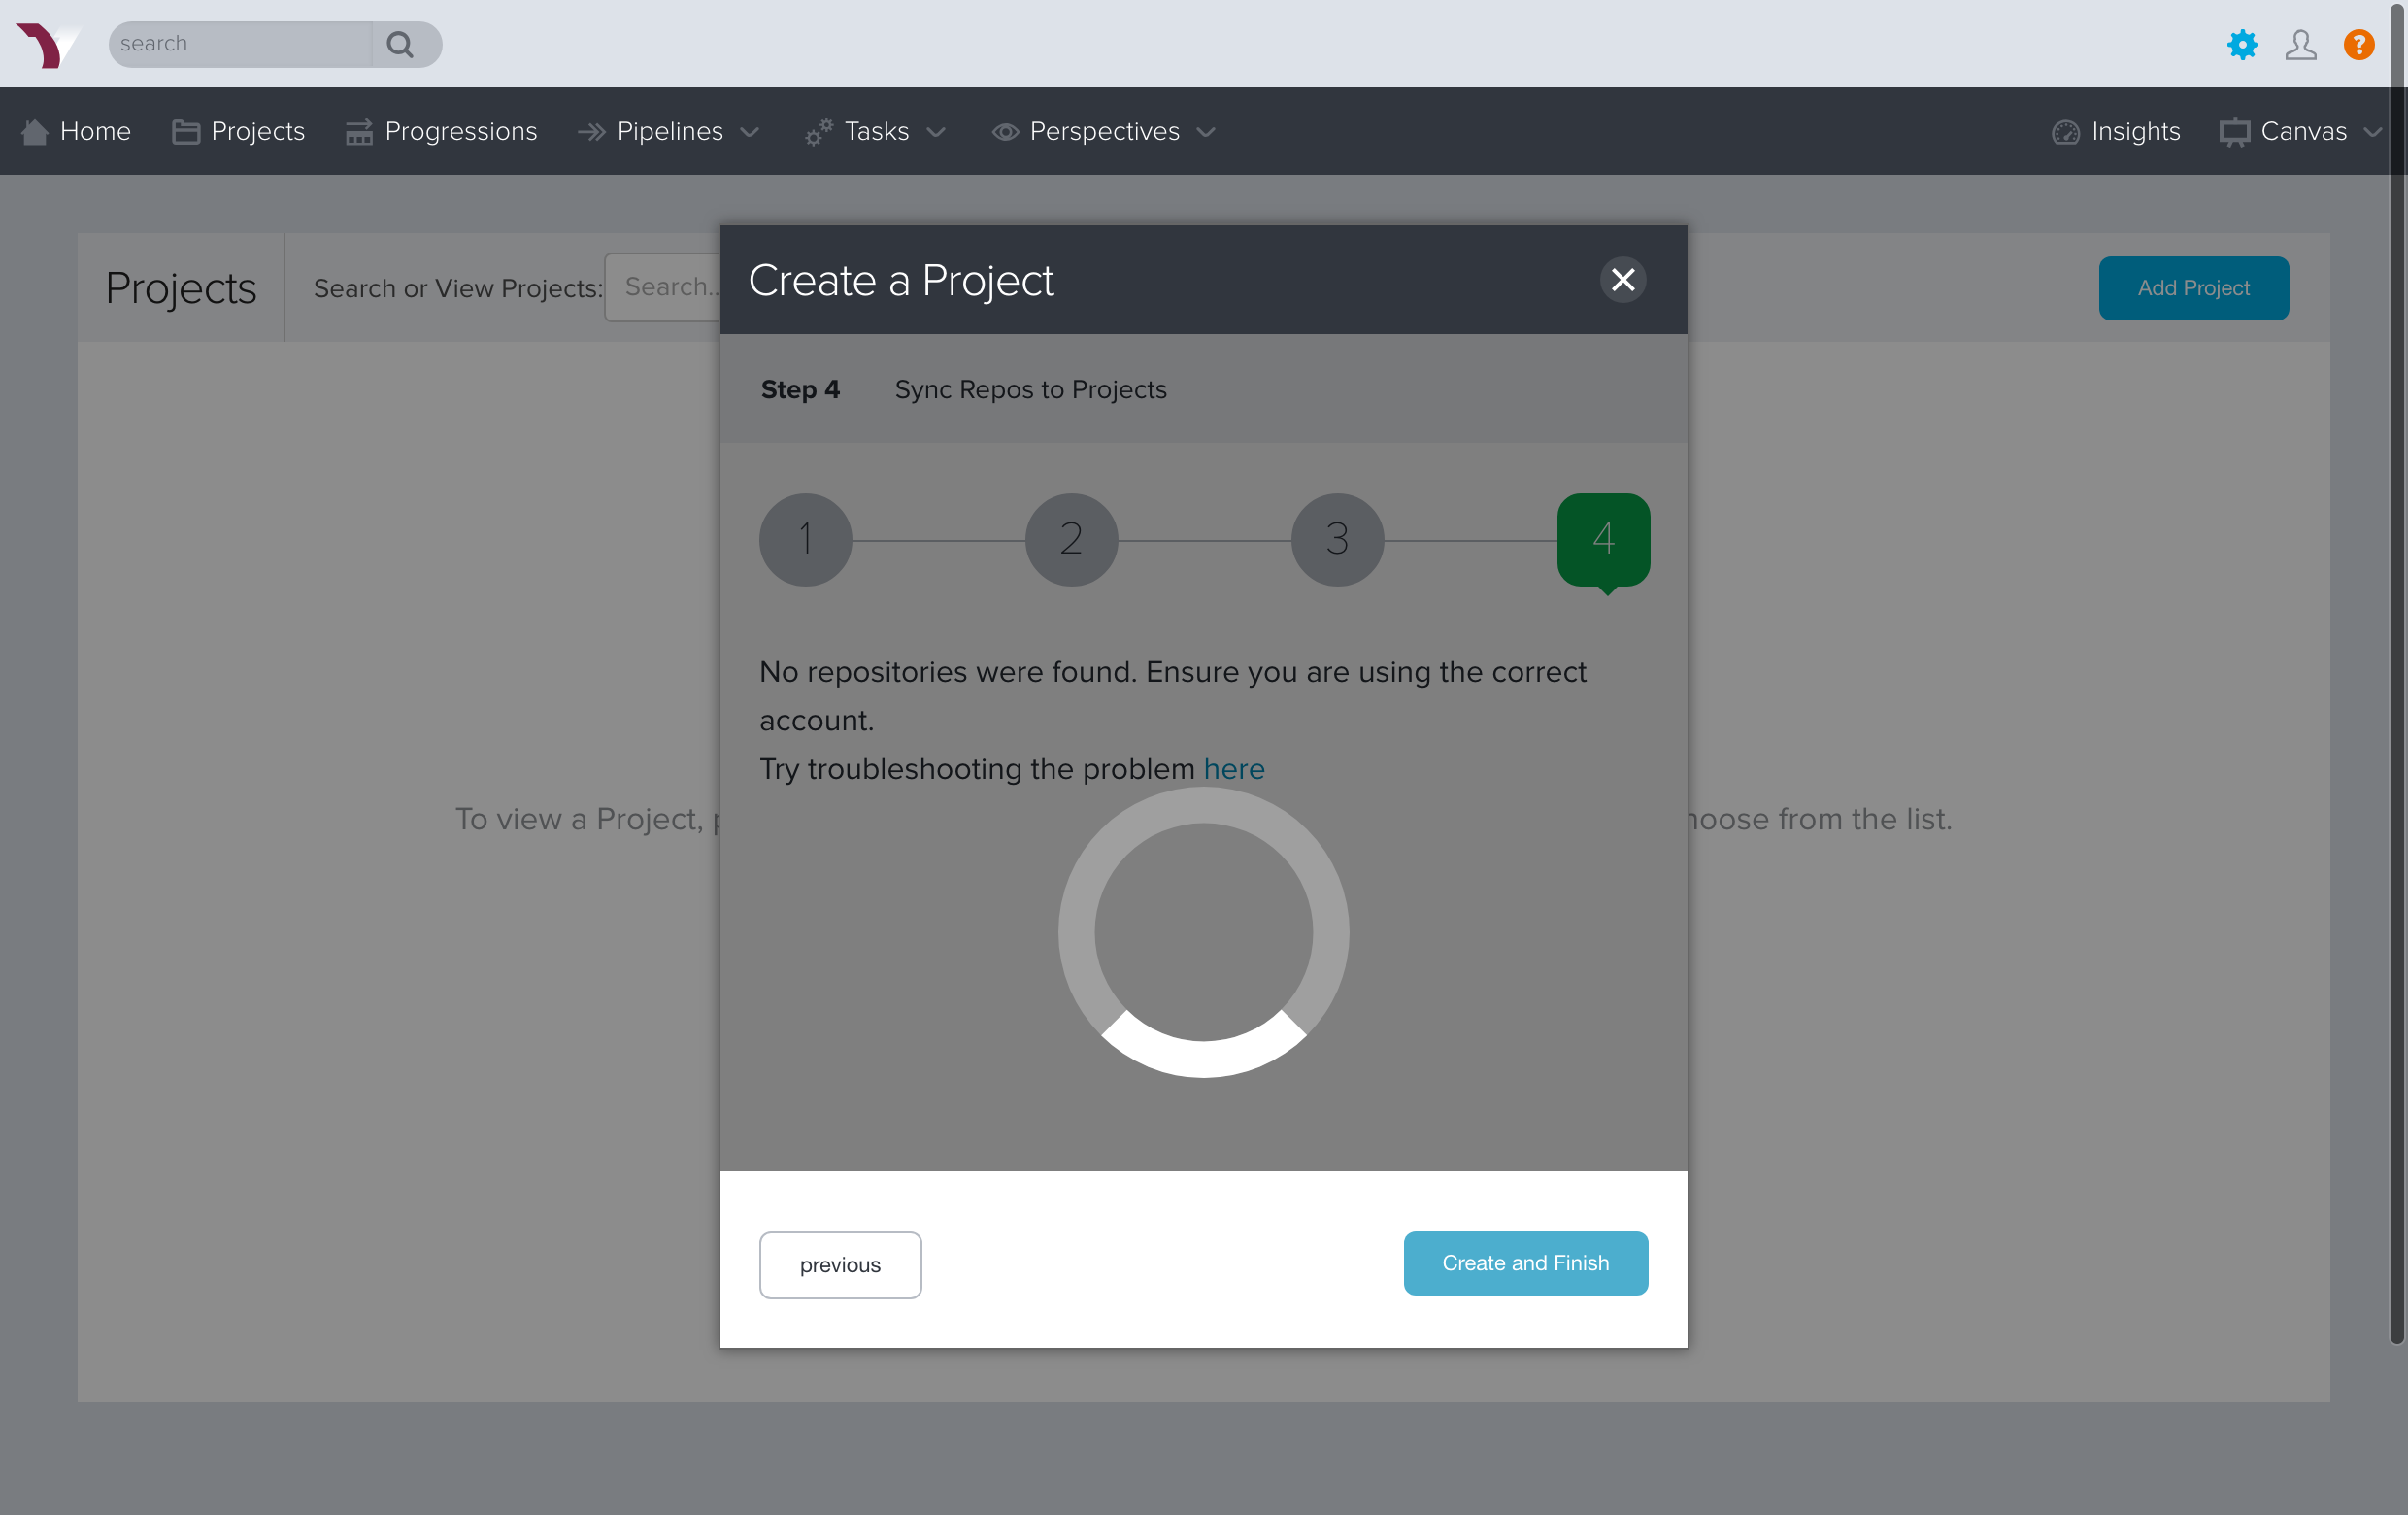 search
Home
Projects
Progressions
Pipelines
Tasks
Perspectives
Insights
Canvas
Projects
Search or View Projects:
Search..
Add Project
Create a Project
Step 4
Sync Repos to Projects
1
2
3
4
No repositories were found. Ensure you are using the correct
account.
Try troubleshooting the problem here
To view a Project,
hoose from the list.
previous
Create and Finish